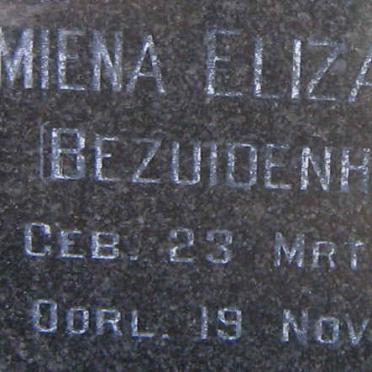 MIENA ELIZA
[BEZUIDENH
GEB. 23 MRT
OORL. 19 NOV